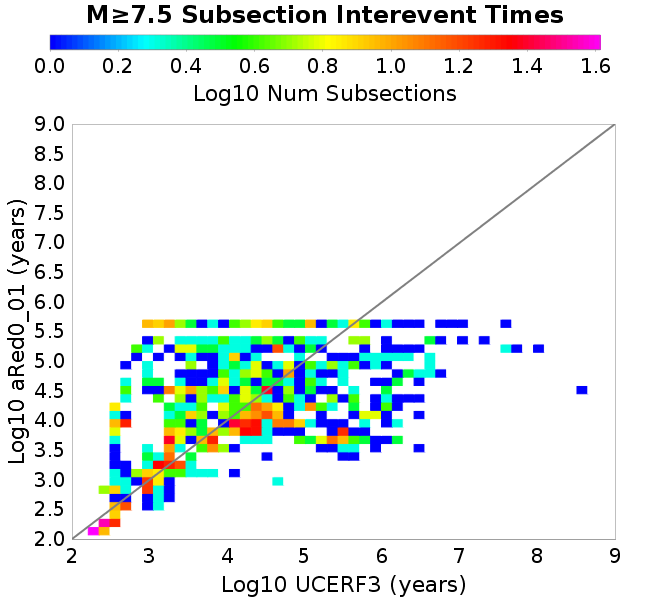 M≥7.5 Subsection Interevent Times
0.0 0.2 0.4 0.6 0.8 1.0 1.2 1.4 1.6
Log10 Num Subsections
Log10 aRed0_01 (years)
9.0
8.5
8.0
7.5
7.0
6.5
6.0
5.5
5.0
4.5
4.0
3.5
3.0
2.5
2.0
2 3 4 5 6 7 8 9
Log10 UCERF3 (years)